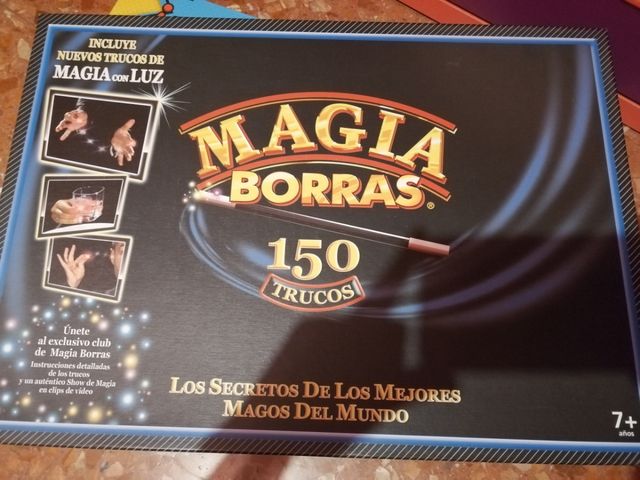 INCLUYE
NUEVOS TRUCOS DE
MAGIA CON LUZ
MAGIA
BORRAS®
150
TRUCOS
Únete
al exclusivo club
de Magia Borras
Instrucciones detalladas
de los trucos
y un auténtico Show de Magia
en clips de vídeo
LOS SECRETOS DE LOS MEJORES
MAGOS DEL MUNDO
7+
años